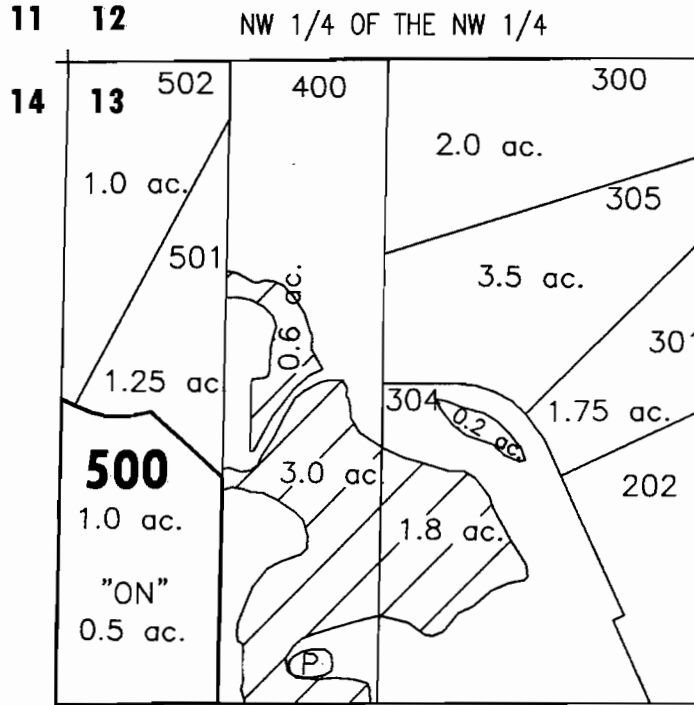 11 12 NW 1/4 OF THE NW 1/4
14 13 502 400 300
2.0 ac.
1.0 ac.
305
501
3.5 ac.
0.6 ac.
301
1.25 ac.
304
0.2 ac.
1.75 ac.
500
3.0 ac.
202
1.0 ac.
1.8 ac.
"ON"
0.5 ac.
P